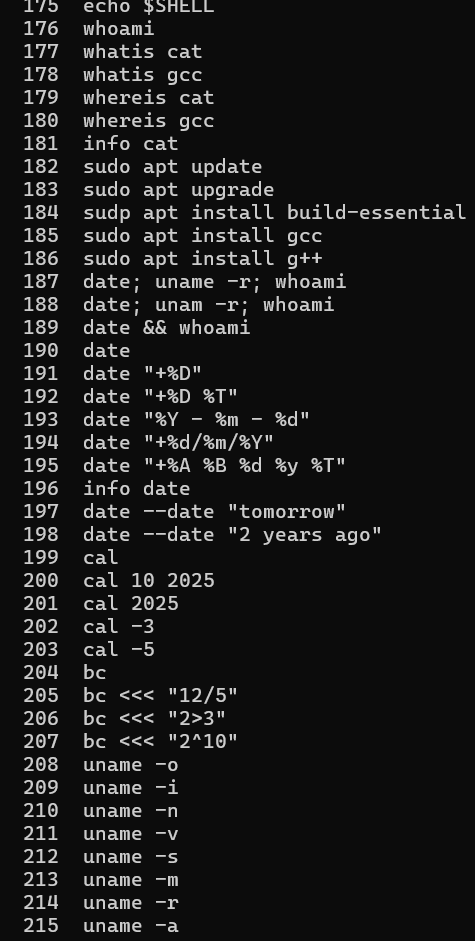 175 echo $SHELL
176 whoami
177 whatis cat
178 whatis gcc
179 whereis cat
180 whereis gcc
181 info cat
182 sudo apt update
183 sudo apt upgrade
184 sudp apt install build-essential
185 sudo apt install gcc
186 sudo apt install g++
187 date; uname -r; whoami
188 date; unam -r; whoami
189 date && whoami
190 date
191 date "+%D"
192 date "+%D %T"
193 date "%Y - %m - %d"
194 date "+%d/%m/%Y"
195 date "+%A %B %d %y %T"
196 info date
197 date --date "tomorrow"
198 date --date "2 years ago"
199 cal
200 cal 10 2025
201 cal 2025
202 cal -3
203 cal -5
204 bc
205 bc <<< "12/5"
206 bc <<< "2>3"
207 bc <<< "2^10"
208 uname -o
209 uname -i
210 uname -n
211 uname -v
212 uname -s
213 uname -m
214 uname -r
215 uname -a